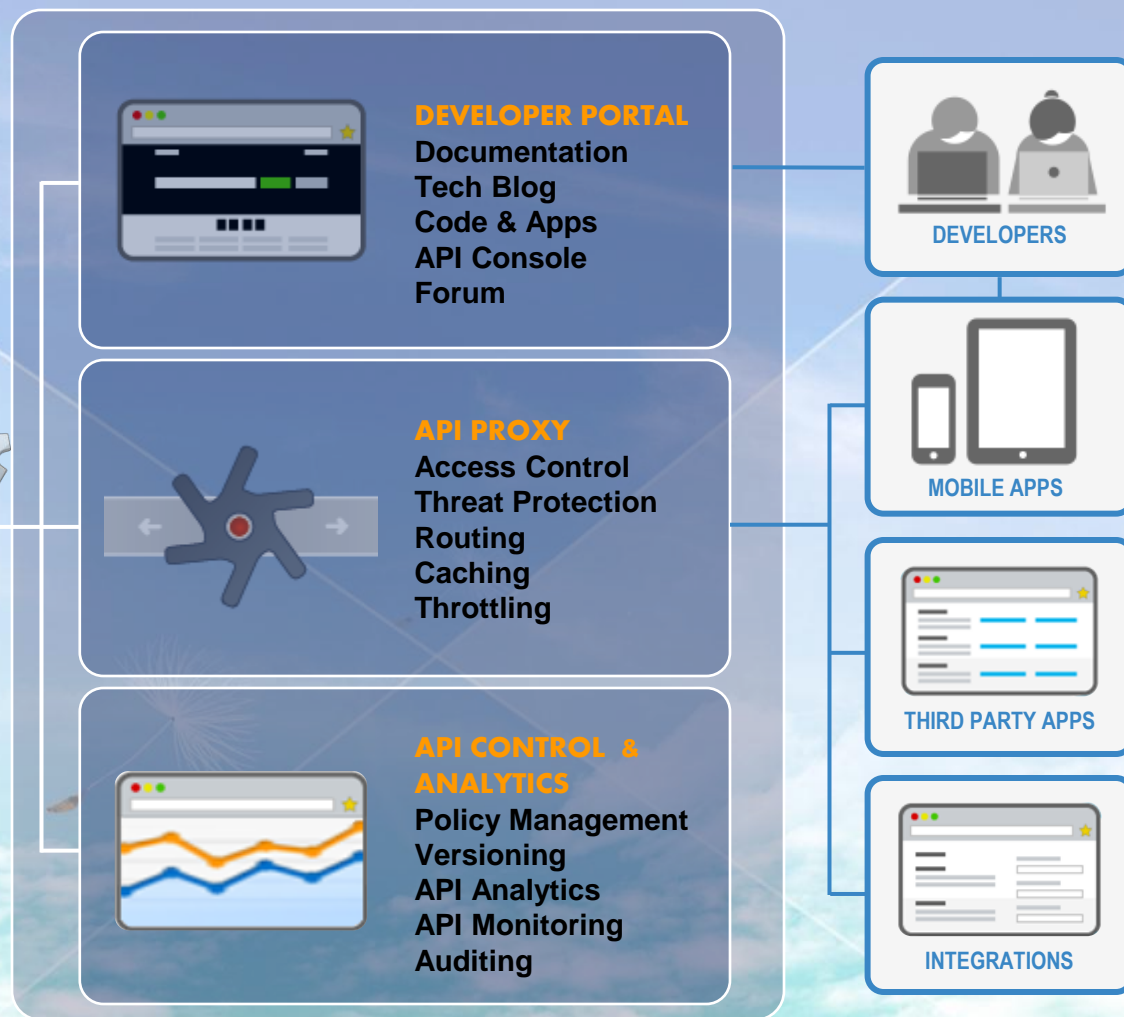 DEVELOPER PORTAL
Documentation
Tech Blog
Code & Apps
API Console
Forum
API PROXY
Access Control
Threat Protection
Routing
Caching
Throttling
API CONTROL &
ANALYTICS
Policy Management
Versioning
API Analytics
API Monitoring
Auditing
DEVELOPERS
MOBILE APPS
THIRD PARTY APPS
INTEGRATIONS